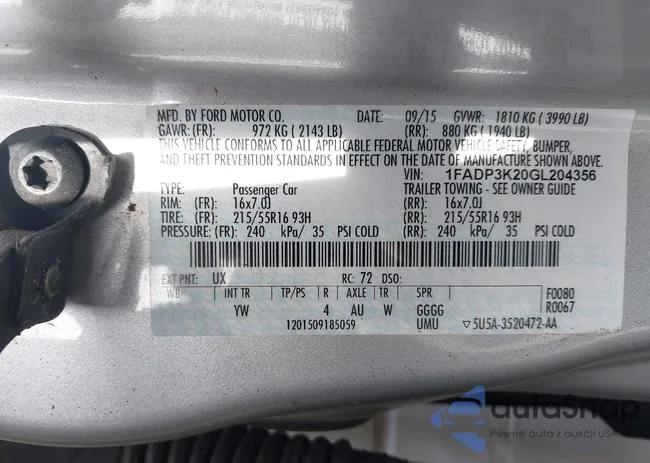 MFD. BY FORD MOTOR CO. DATE: 09/15 GVWR: 1810 KG ( 3990 LB)
GAWR: (FR): 972 KG ( 2143 LB) (RR): 880 KG ( 1940 LB)
THIS VEHICLE CONFORMS TO ALL APPLICABLE FEDERAL MOTOR VEHICLE SAFETY, BUMPER,
AND THEFT PREVENTION STANDARDS IN EFFECT ON THE DATE OF MANUFACTURE SHOWN ABOVE.
VIN: 1FADP3K20GL204356
TYPE: Passenger Car TRAILER TOWING - SEE OWNER GUIDE
RIM: (FR) 16x7.0J (RR): 16x7.0J
TIRE: (FR) 215/55R16 93H (RR): 215/55R16 93H
PRESSURE: (FR): 240 kPa/ 35 PSI COLD (RR): 240 kPa/ 35 PSI COLD
EXT PNT: UX RC: 72 DSO:
WB INT TR TP/PS R AXLE TR SPR F0080
YW 4 AU W GGGG R0067
1201509185059 UMU ▽5U5A-3520472-AA
autoSnap
Pewne auta z aukcji USA